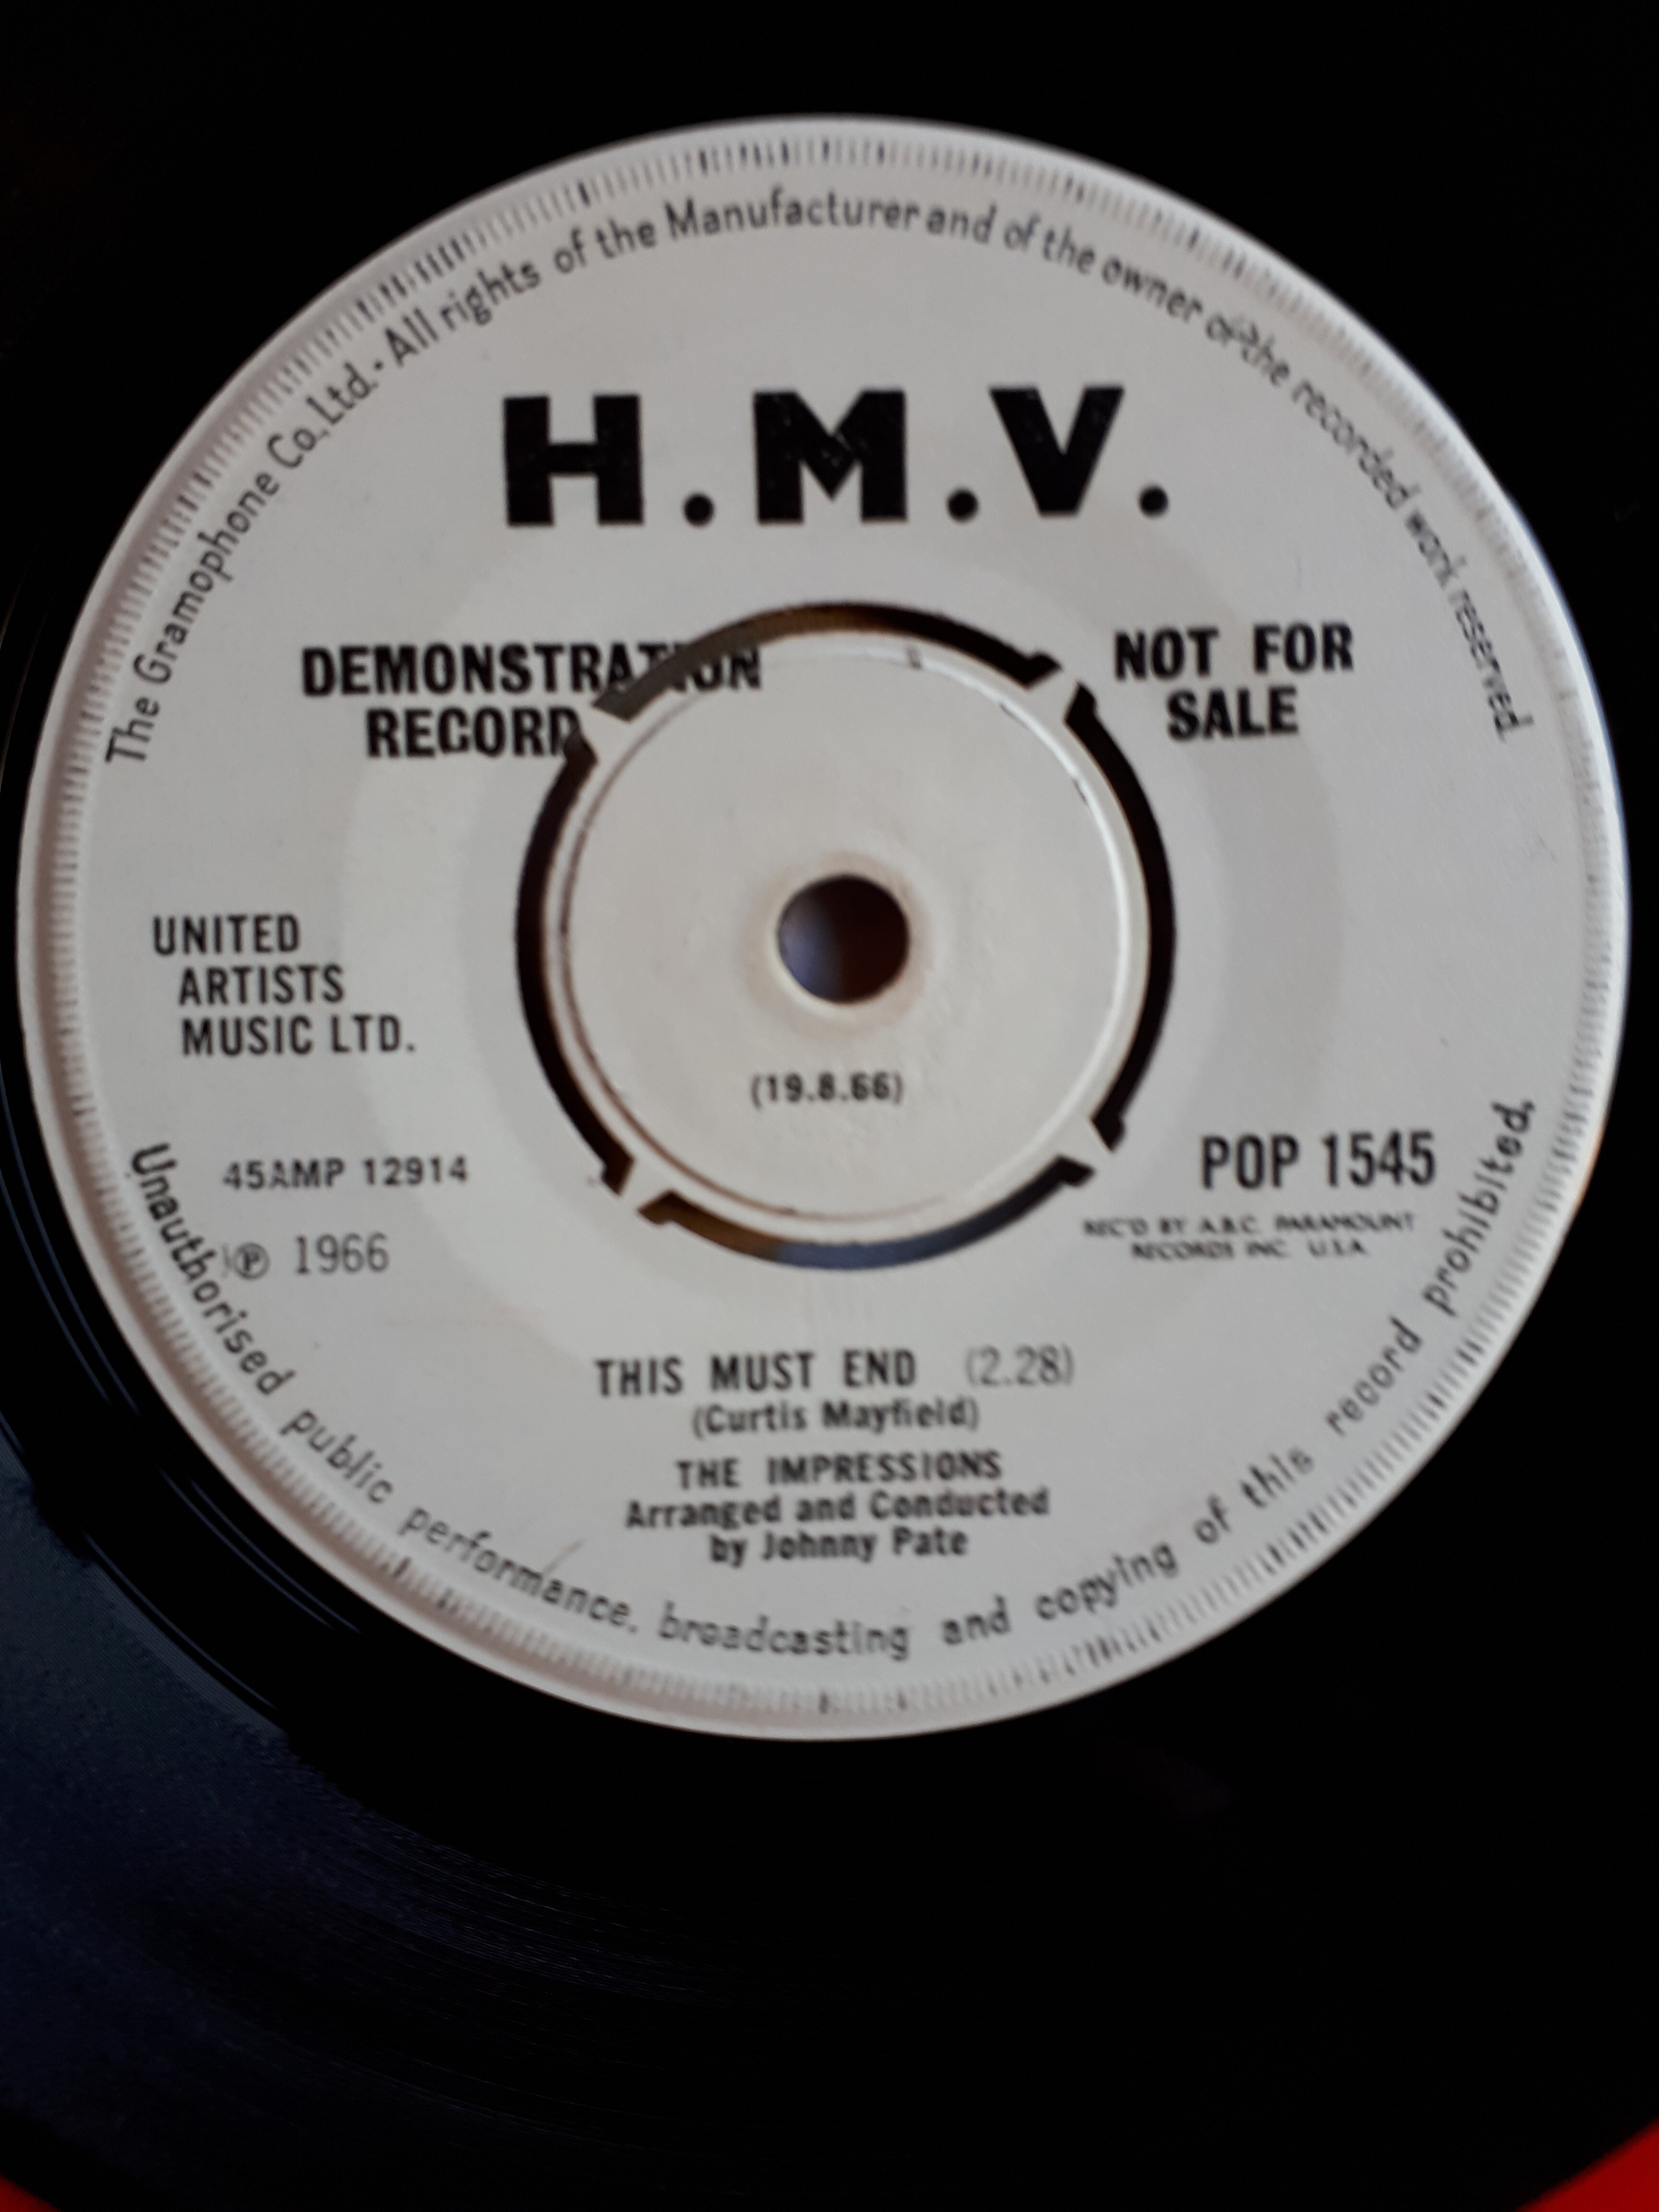 The Gramophone Co. Ltd. · All rights of the Manufacturer and of the owner of the recorded work reserved.
H.M.V.
DEMONSTRATION
RECORD
NOT FOR
SALE
UNITED
ARTISTS
MUSIC LTD.
(19.8.66)
45AMP 12914
℗ 1966
POP 1545
REC'D BY A.B.C. PARAMOUNT
RECORDS INC. U.S.A.
THIS MUST END (2.28)
(Curtis Mayfield)
THE IMPRESSIONS
Arranged and Conducted
by Johnny Pate
Unauthorised public performance, broadcasting and copying of this record prohibited.